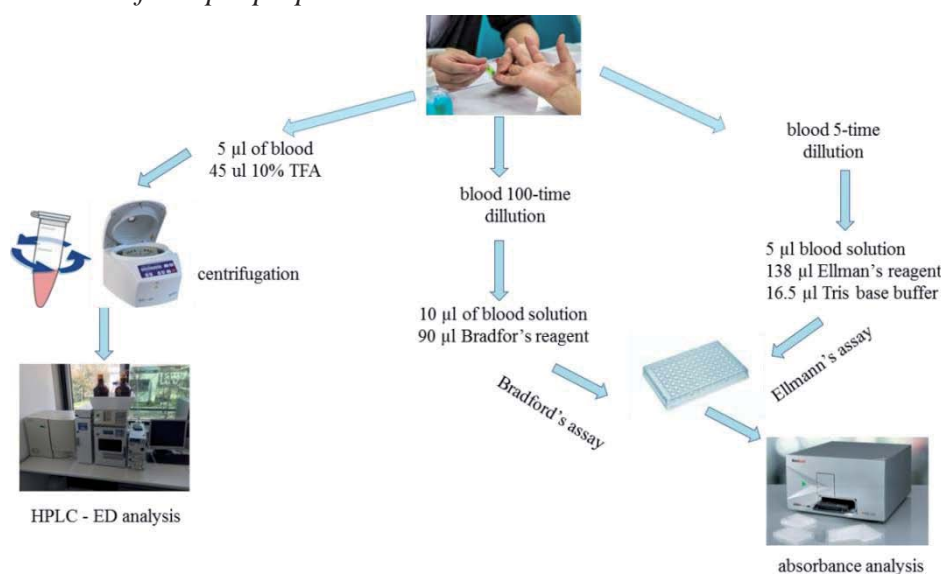 5 µl of blood
45 ul 10% TFA
centrifugation
HPLC - ED analysis
blood 100-time
dillution
10 µl of blood solution
90 µl Bradfor's reagent
Bradford's assay
blood 5-time
dillution
5 µl blood solution
138 µl Ellman's reagent
16.5 µl Tris base buffer
Ellmann's assay
absorbance analysis